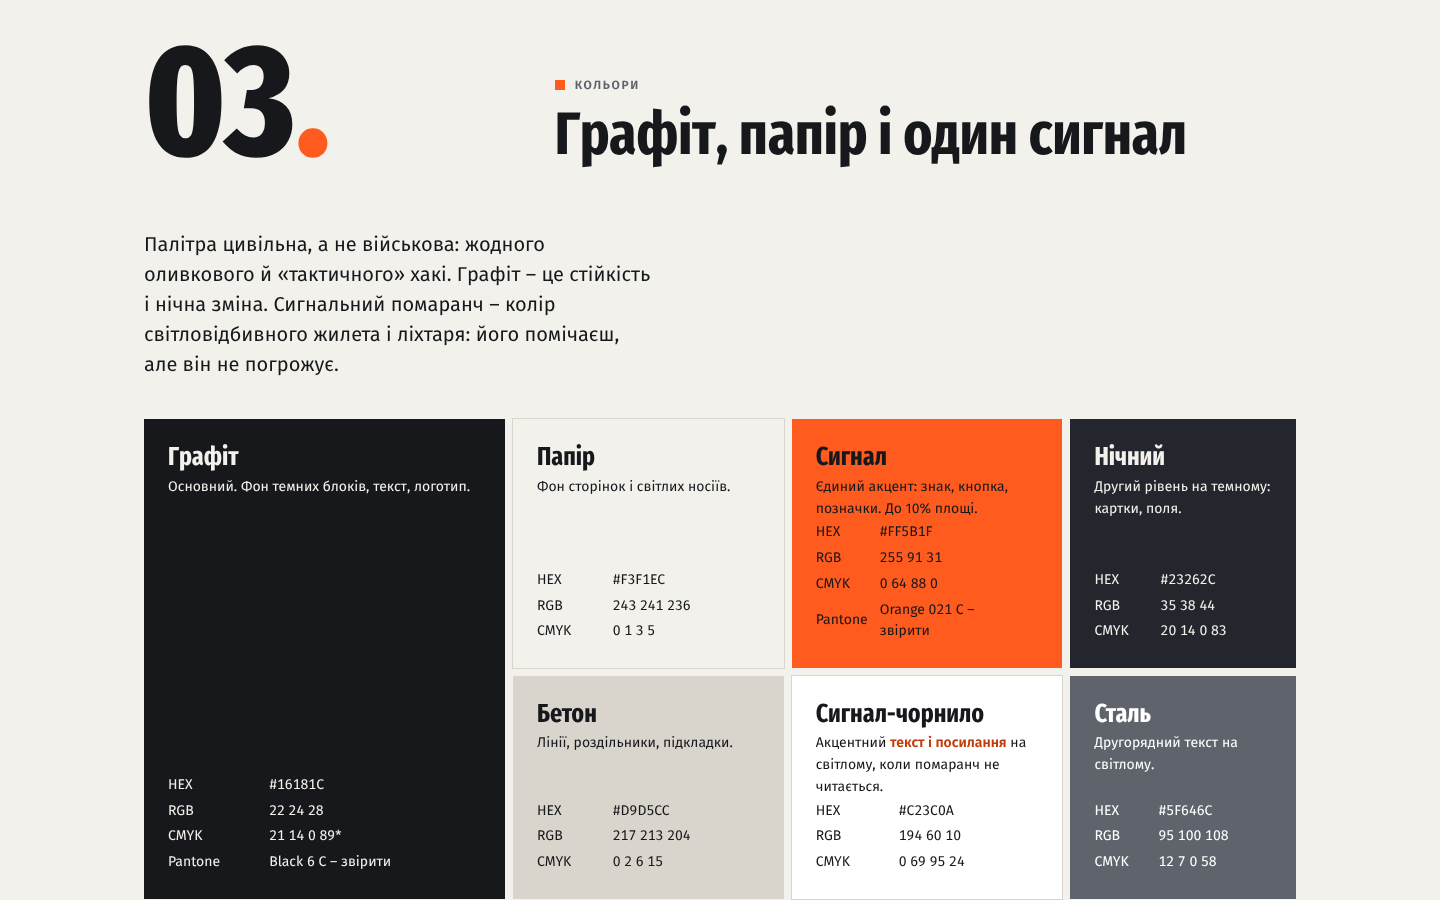 03.
КОЛЬОРИ
Графіт, папір і один сигнал
Палітра цивільна, а не військова: жодного
оливкового й «тактичного» хакі. Графіт – це стійкість
і нічна зміна. Сигнальний помаранч – колір
світловідбивного жилета і ліхтаря: його помічаєш,
але він не погрожує.
Графіт
Основний. Фон темних блоків, текст, логотип.
HEX #16181C
RGB 22 24 28
CMYK 21 14 0 89*
Pantone Black 6 C – звірити
Папір
Фон сторінок і світлих носіїв.
HEX #F3F1EC
RGB 243 241 236
CMYK 0 1 3 5
Сигнал
Єдиний акцент: знак, кнопка,
позначки. До 10% площі.
HEX #FF5B1F
RGB 255 91 31
CMYK 0 64 88 0
Pantone Orange 021 C –
звірити
Нічний
Другий рівень на темному:
картки, поля.
HEX #23262C
RGB 35 38 44
CMYK 20 14 0 83
Бетон
Лінії, роздільники, підкладки.
HEX #D9D5CC
RGB 217 213 204
CMYK 0 2 6 15
Сигнал-чорнило
Акцентний текст і посилання на
світлому, коли помаранч не
читається.
HEX #C23C0A
RGB 194 60 10
CMYK 0 69 95 24
Сталь
Другорядний текст на
світлому.
HEX #5F646C
RGB 95 100 108
CMYK 12 7 0 58